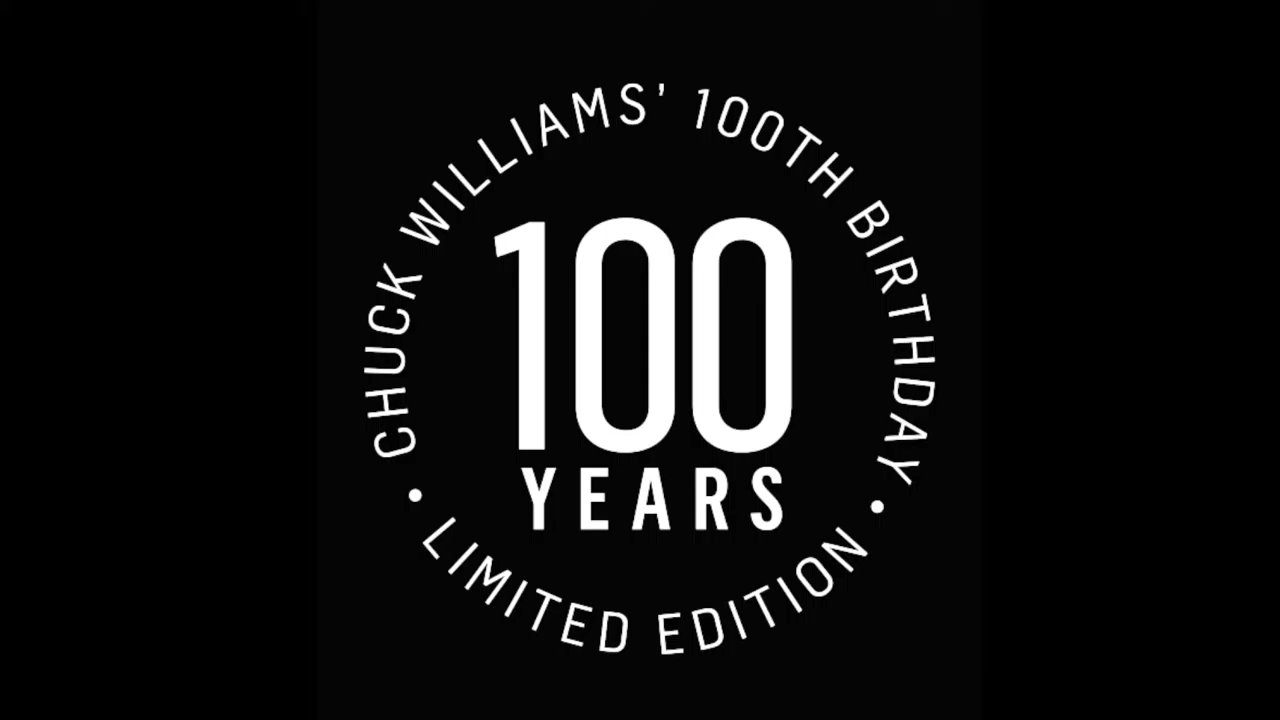 CHUCK WILLIAMS’ 100TH BIRTHDAY
100
YEARS
• LIMITED EDITION •